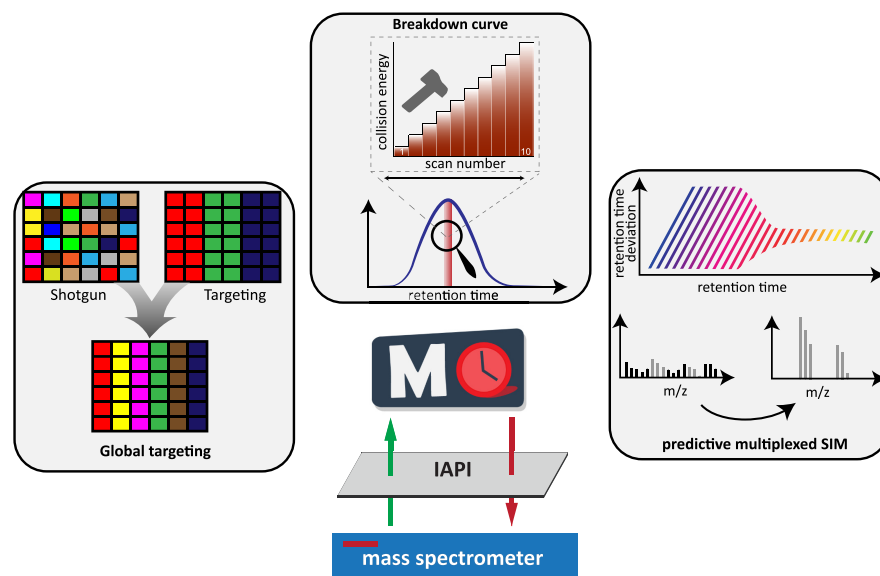 Breakdown curve
collision energy
1
10
scan number
retention time
Shotgun
Targeting
Global targeting
retention time
deviation
retention time
m/z
m/z
predictive multiplexed SIM
M
IAPI
mass spectrometer